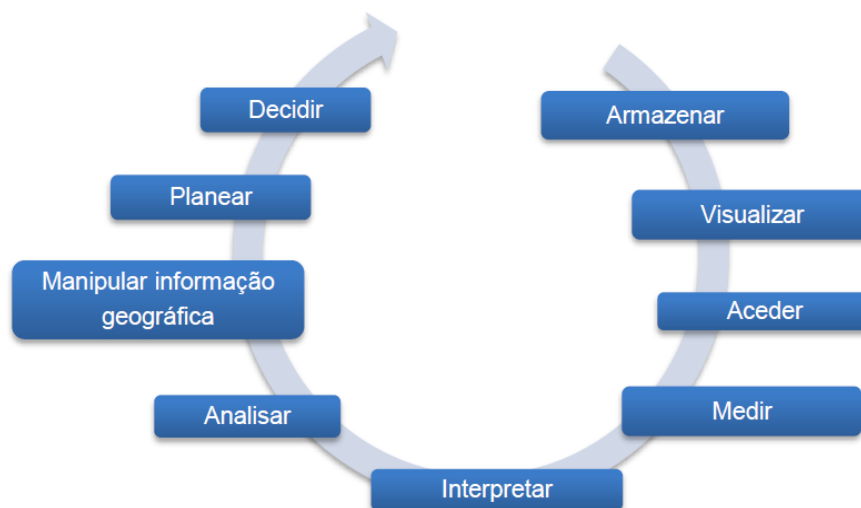 Armazenar
Visualizar
Aceder
Medir
Interpretar
Analisar
Manipular informação
geográfica
Planear
Decidir